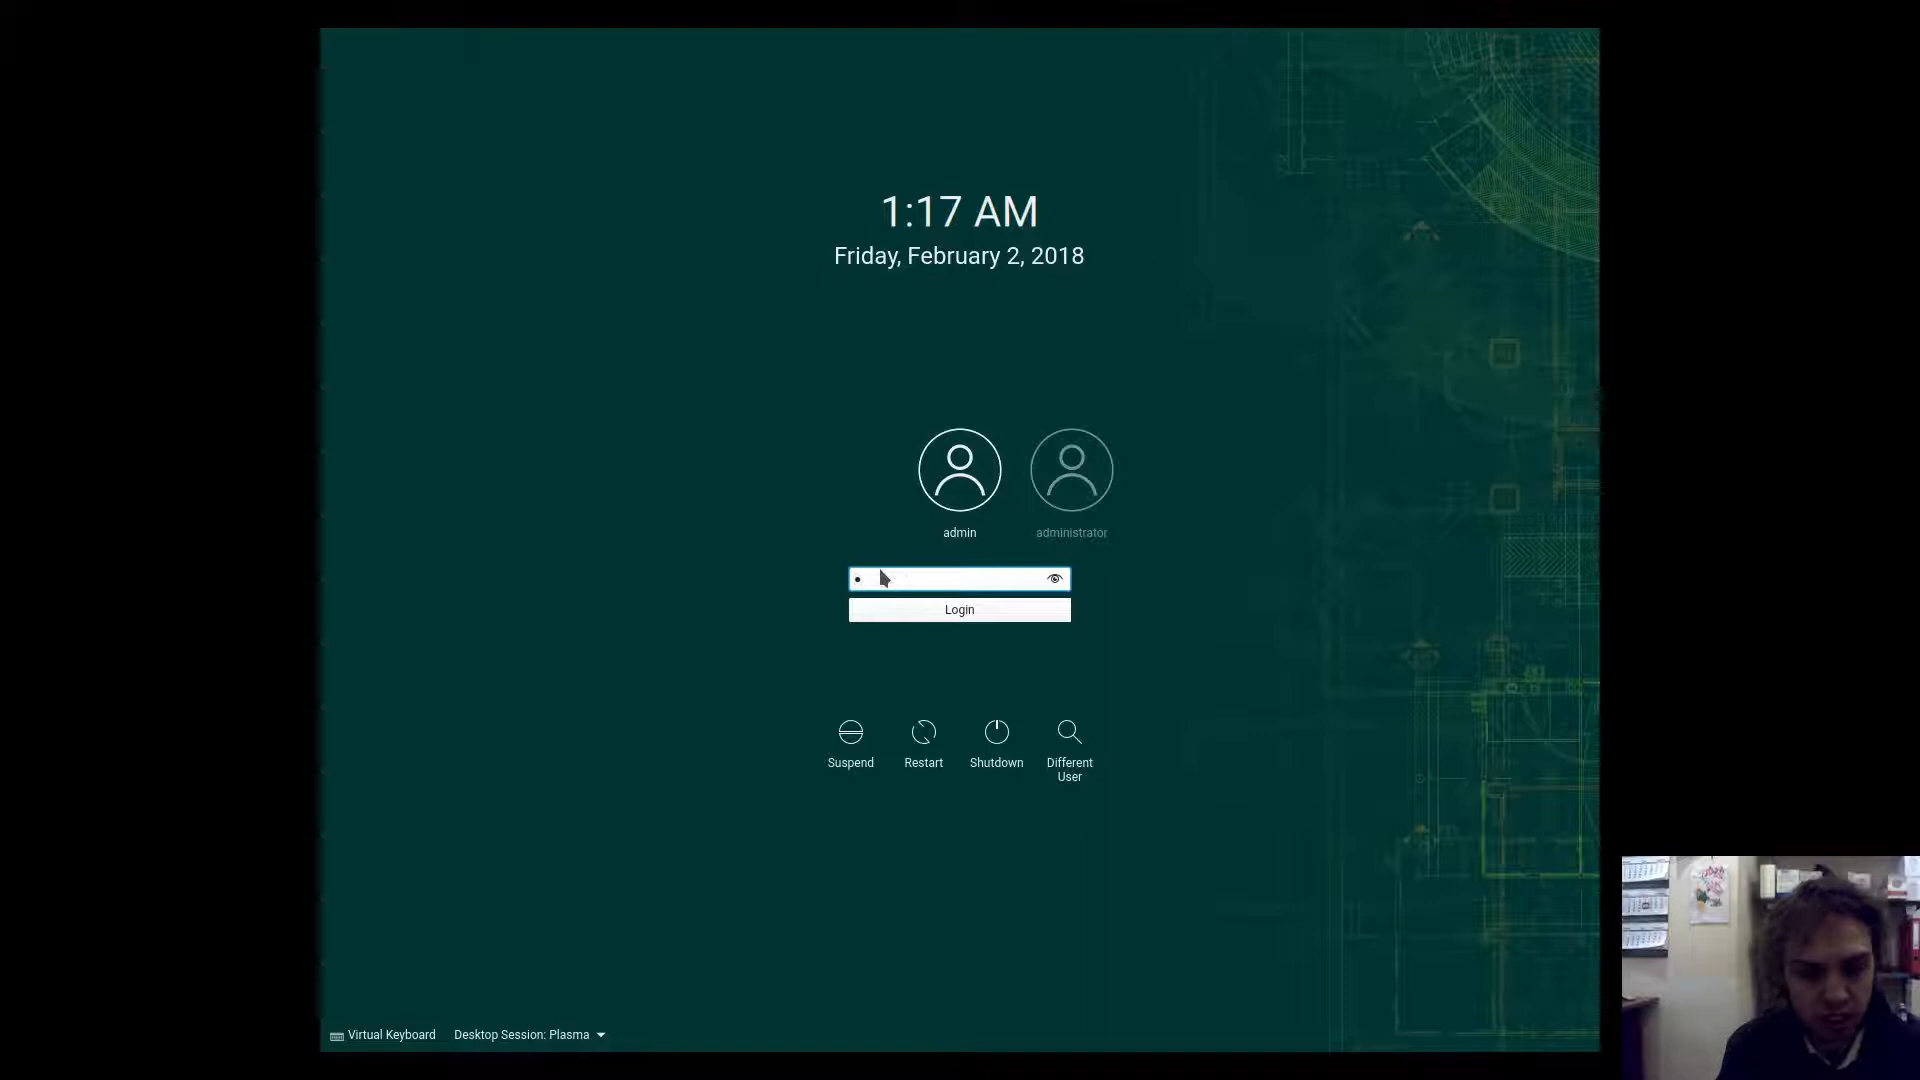 1:17 AM
Friday, February 2, 2018
admin
administrator
Login
Suspend
Restart
Shutdown
Different
User
Virtual Keyboard
Desktop Session: Plasma